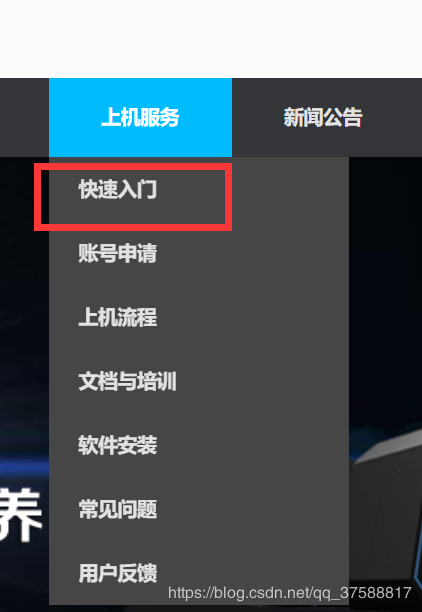 上机服务
新闻公告
快速入门
账号申请
上机流程
文档与培训
软件安装
养
常见问题
用户反馈
https://blog.csdn.net/qq_37588817